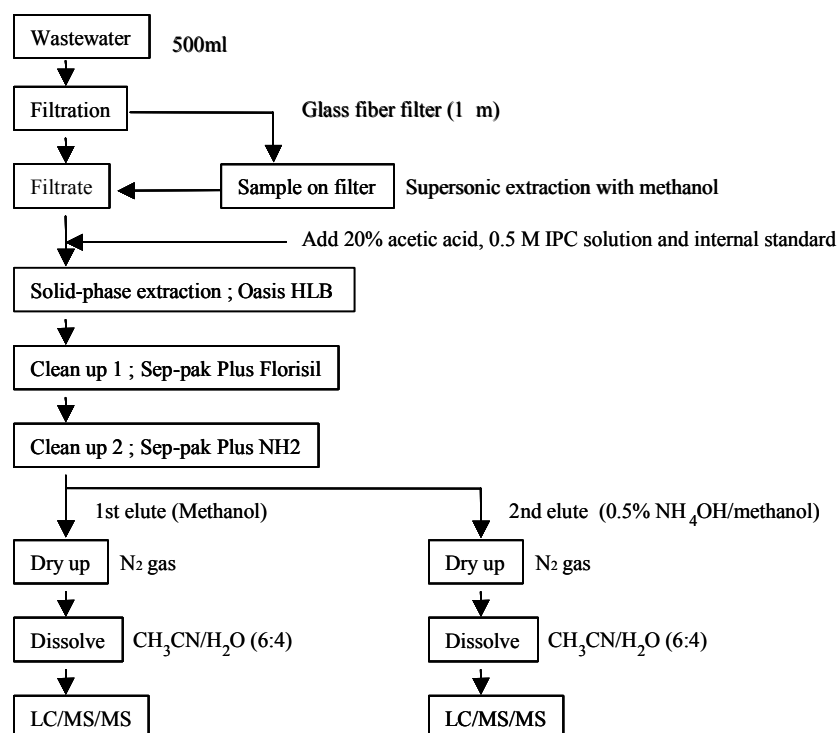 Wastewater
500ml
Filtration
Glass fiber filter (1 m)
Filtrate
Sample on filter
Supersonic extraction with methanol
Add 20% acetic acid, 0.5 M IPC solution and internal standard
Solid-phase extraction ; Oasis HLB
Clean up 1 ; Sep-pak Plus Florisil
Clean up 2 ; Sep-pak Plus NH2
1st elute (Methanol)
2nd elute (0.5% NH4OH/methanol)
Dry up
N2 gas
Dry up
N2 gas
Dissolve
CH3CN/H2O (6:4)
Dissolve
CH3CN/H2O (6:4)
LC/MS/MS
LC/MS/MS